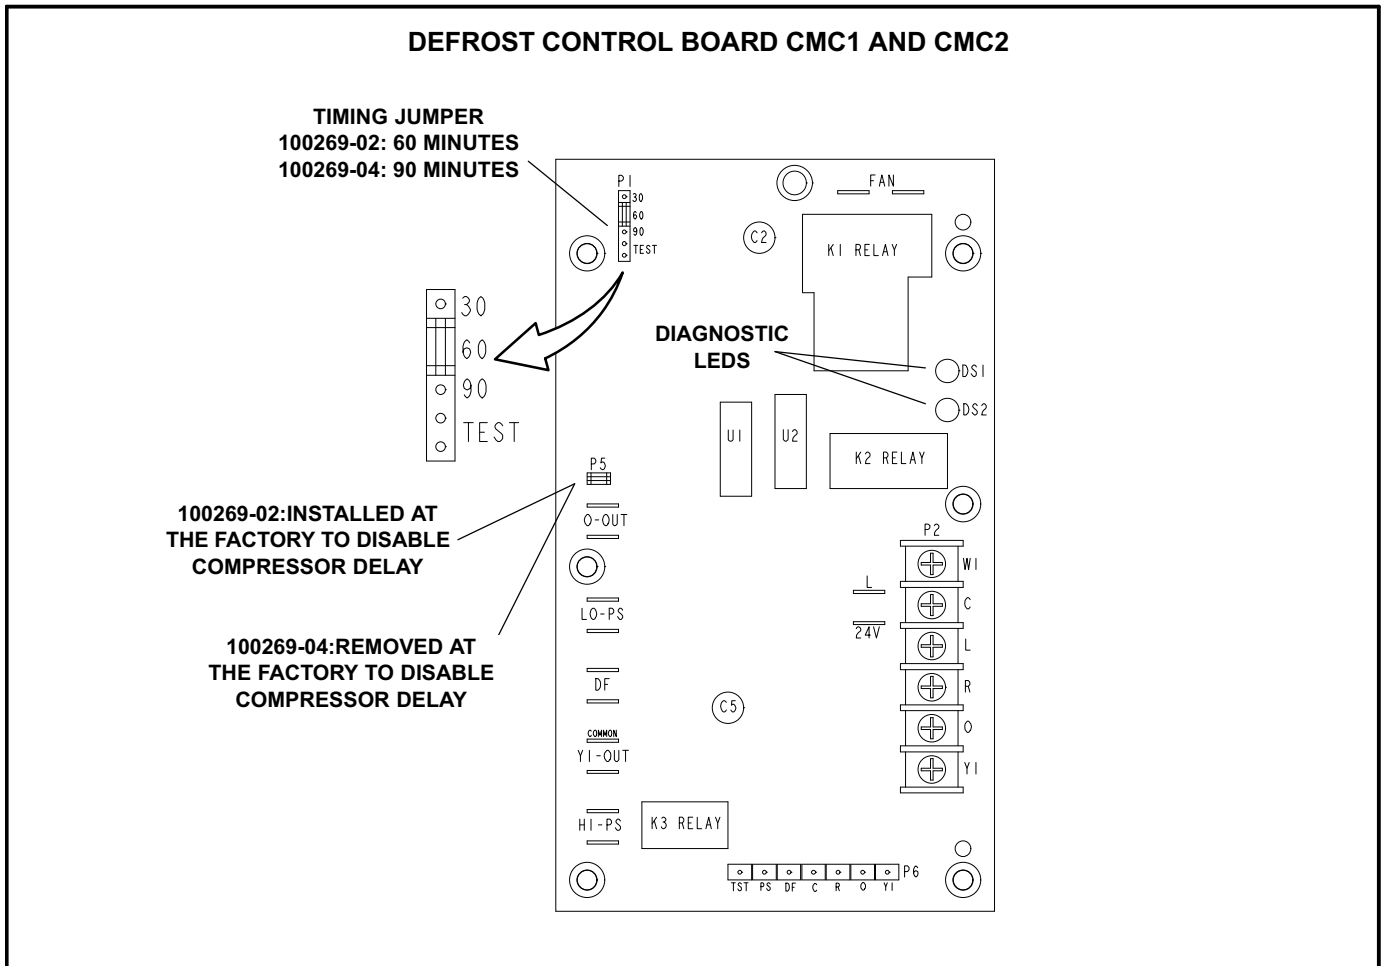 DEFROST CONTROL BOARD CMC1 AND CMC2
TIMING JUMPER
100269-02: 60 MINUTES
100269-04: 90 MINUTES
P1
30
60
90
TEST
FAN
C2
K1 RELAY
30
60
90
TEST
DIAGNOSTIC
LEDS
DS1
DS2
U1
U2
K2 RELAY
P5
100269-02:INSTALLED AT
THE FACTORY TO DISABLE
COMPRESSOR DELAY
O-OUT
P2
W1
L
C
24V
LO-PS
L
100269-04:REMOVED AT
THE FACTORY TO DISABLE
COMPRESSOR DELAY
DF
R
C5
O
COMMON
Y1-OUT
Y1
HI-PS
K3 RELAY
P6
TST PS DF C R O Y1